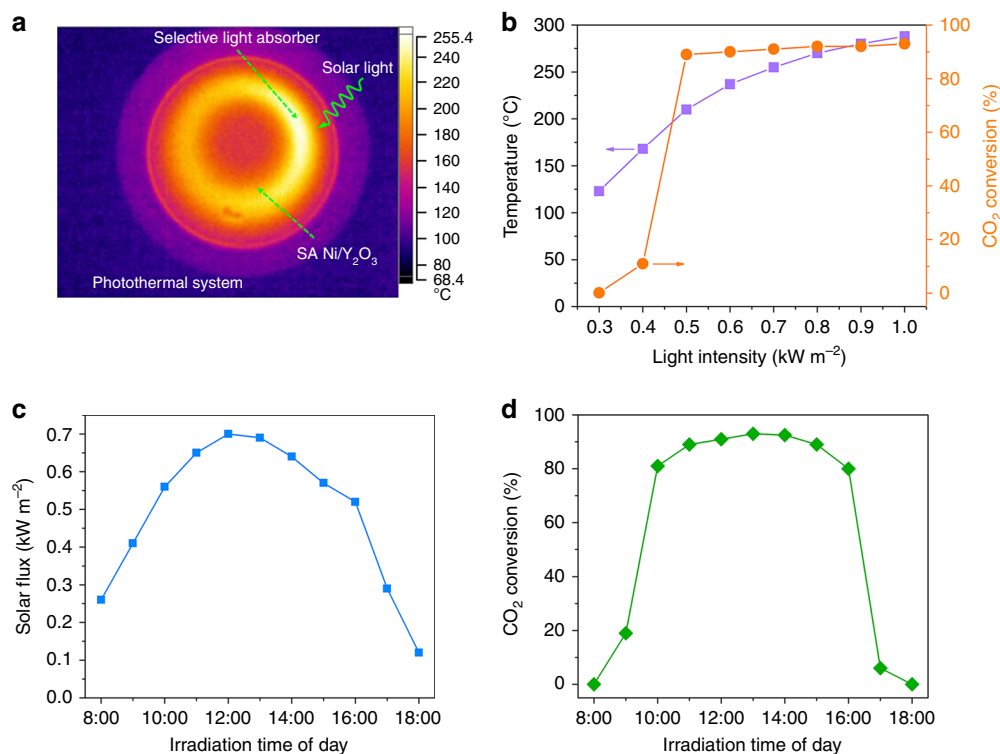 a
Selective light absorber
Solar light
SA Ni/Y₂O₃
Photothermal system
255.4
240
220
200
180
160
140
120
100
80
68.4
°C
b
300
250
200
150
100
50
0
Temperature (°C)
100
80
60
40
20
0
CO₂ conversion (%)
0.3 0.4 0.5 0.6 0.7 0.8 0.9 1.0
Light intensity (kW m⁻²)
c
0.7
0.6
0.5
0.4
0.3
0.2
0.1
0.0
Solar flux (kW m⁻²)
8:00 10:00 12:00 14:00 16:00 18:00
Irradiation time of day
d
100
80
60
40
20
0
CO₂ conversion (%)
8:00 10:00 12:00 14:00 16:00 18:00
Irradiation time of day